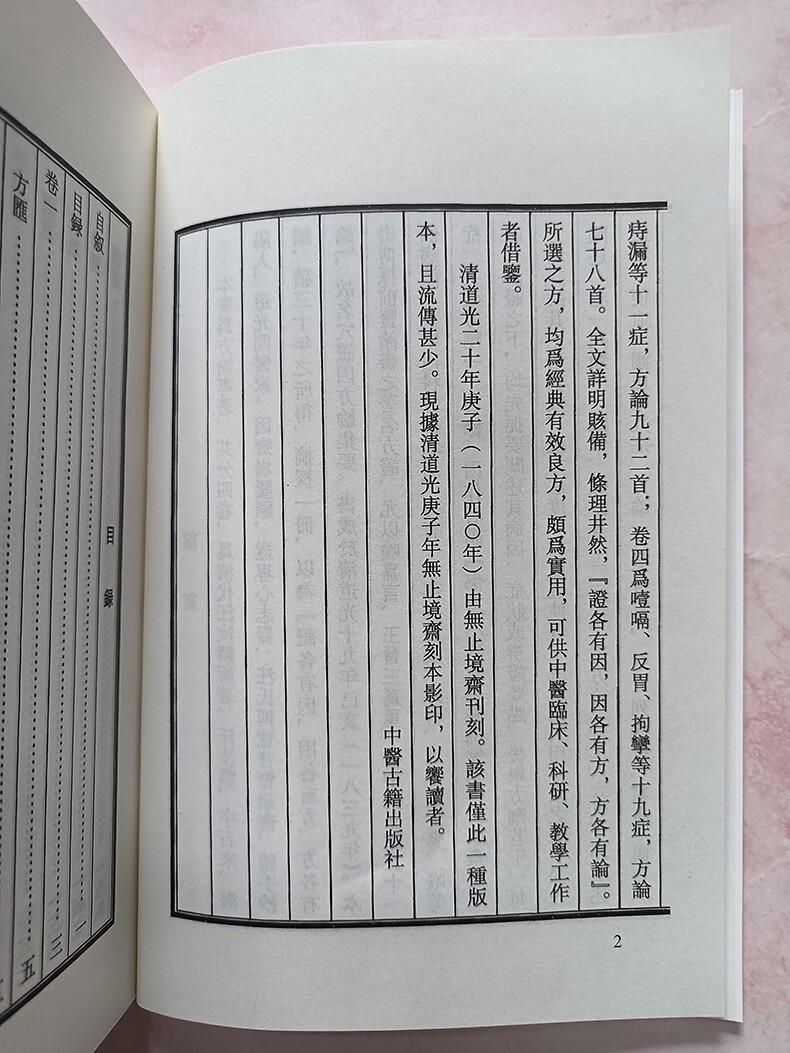 痔漏等十一症，方論九十二首；卷四爲噎嗝、反胃、拘攣等十九症，方論
七十八首。全文詳明賅備，條理井然，『證各有因，因各有方，方各有論』。
所選之方，均爲經典有效良方，頗爲實用，可供中醫臨床、科研、教學工作
者借鑒。
清道光二十年庚子（一八四〇年）由無止境齋刊刻。該書僅此一種版
本，且流傳甚少。現據清道光庚子年無止境齋刻本影印，以饗讀者。
中醫古籍出版社
2
目録
自叙……………一
目録……………三
卷一
方匯……………五